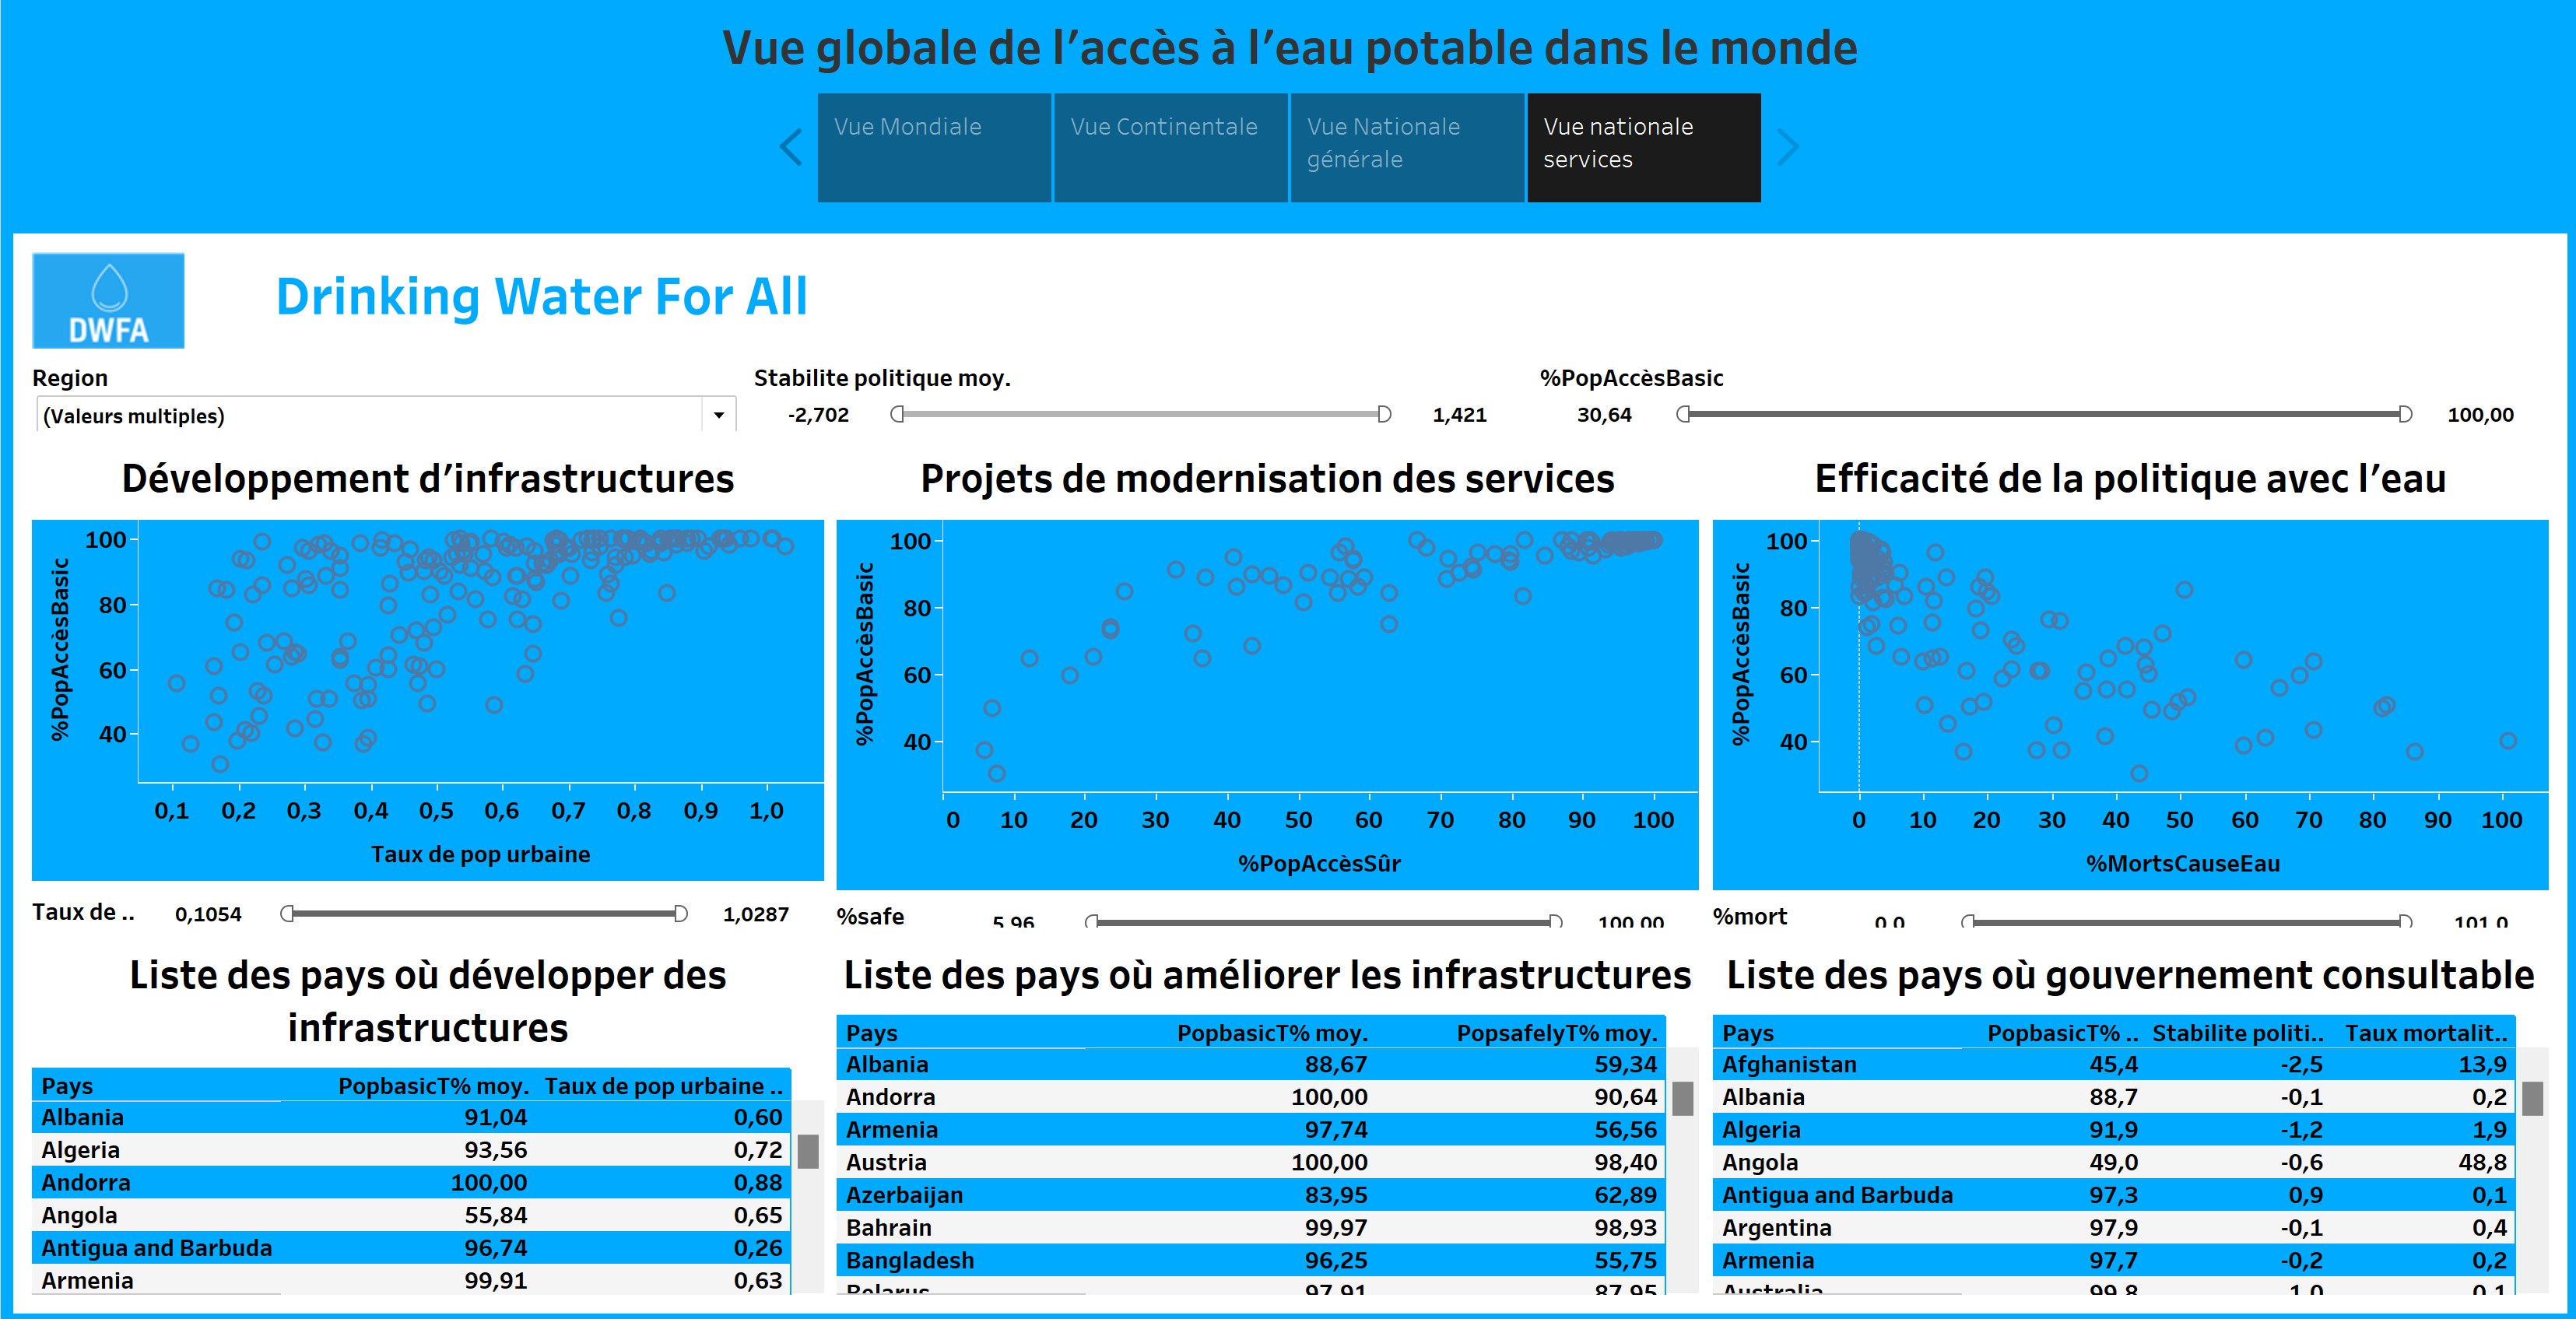 Vue globale de l'accès à l'eau potable dans le monde
Vue Mondiale
Vue Continentale
Vue Nationale
générale
Vue nationale
services
DWFA
Drinking Water For All
Region
(Valeurs multiples)
Stabilite politique moy.
-2,702
1,421
%PopAccèsBasic
30,64
100,00
Développement d'infrastructures
%PopAccèsBasic
100
80
60
40
0,1 0,2 0,3 0,4 0,5 0,6 0,7 0,8 0,9 1,0
Taux de pop urbaine
Taux de ..
0,1054
1,0287
Projets de modernisation des services
%PopAccèsBasic
100
80
60
40
0 10 20 30 40 50 60 70 80 90 100
%PopAccèsSûr
%safe
5,96
100,00
Efficacité de la politique avec l'eau
%PopAccèsBasic
100
80
60
40
0 10 20 30 40 50 60 70 80 90 100
%MortsCauseEau
%mort
0,0
101,0
Liste des pays où développer des
infrastructures
Pays PopbasicT% moy. Taux de pop urbaine ..
Albania 91,04 0,60
Algeria 93,56 0,72
Andorra 100,00 0,88
Angola 55,84 0,65
Antigua and Barbuda 96,74 0,26
Armenia 99,91 0,63
Liste des pays où améliorer les infrastructures
Pays PopbasicT% moy. PopsafelyT% moy.
Albania 88,67 59,34
Andorra 100,00 90,64
Armenia 97,74 56,56
Austria 100,00 98,40
Azerbaijan 83,95 62,89
Bahrain 99,97 98,93
Bangladesh 96,25 55,75
Belarus 97,91 87,95
Liste des pays où gouvernement consultable
Pays PopbasicT% .. Stabilite politi.. Taux mortalit..
Afghanistan 45,4 -2,5 13,9
Albania 88,7 -0,1 0,2
Algeria 91,9 -1,2 1,9
Angola 49,0 -0,6 48,8
Antigua and Barbuda 97,3 0,9 0,1
Argentina 97,9 -0,1 0,4
Armenia 97,7 -0,2 0,2
Australia 99,8 1,0 0,1